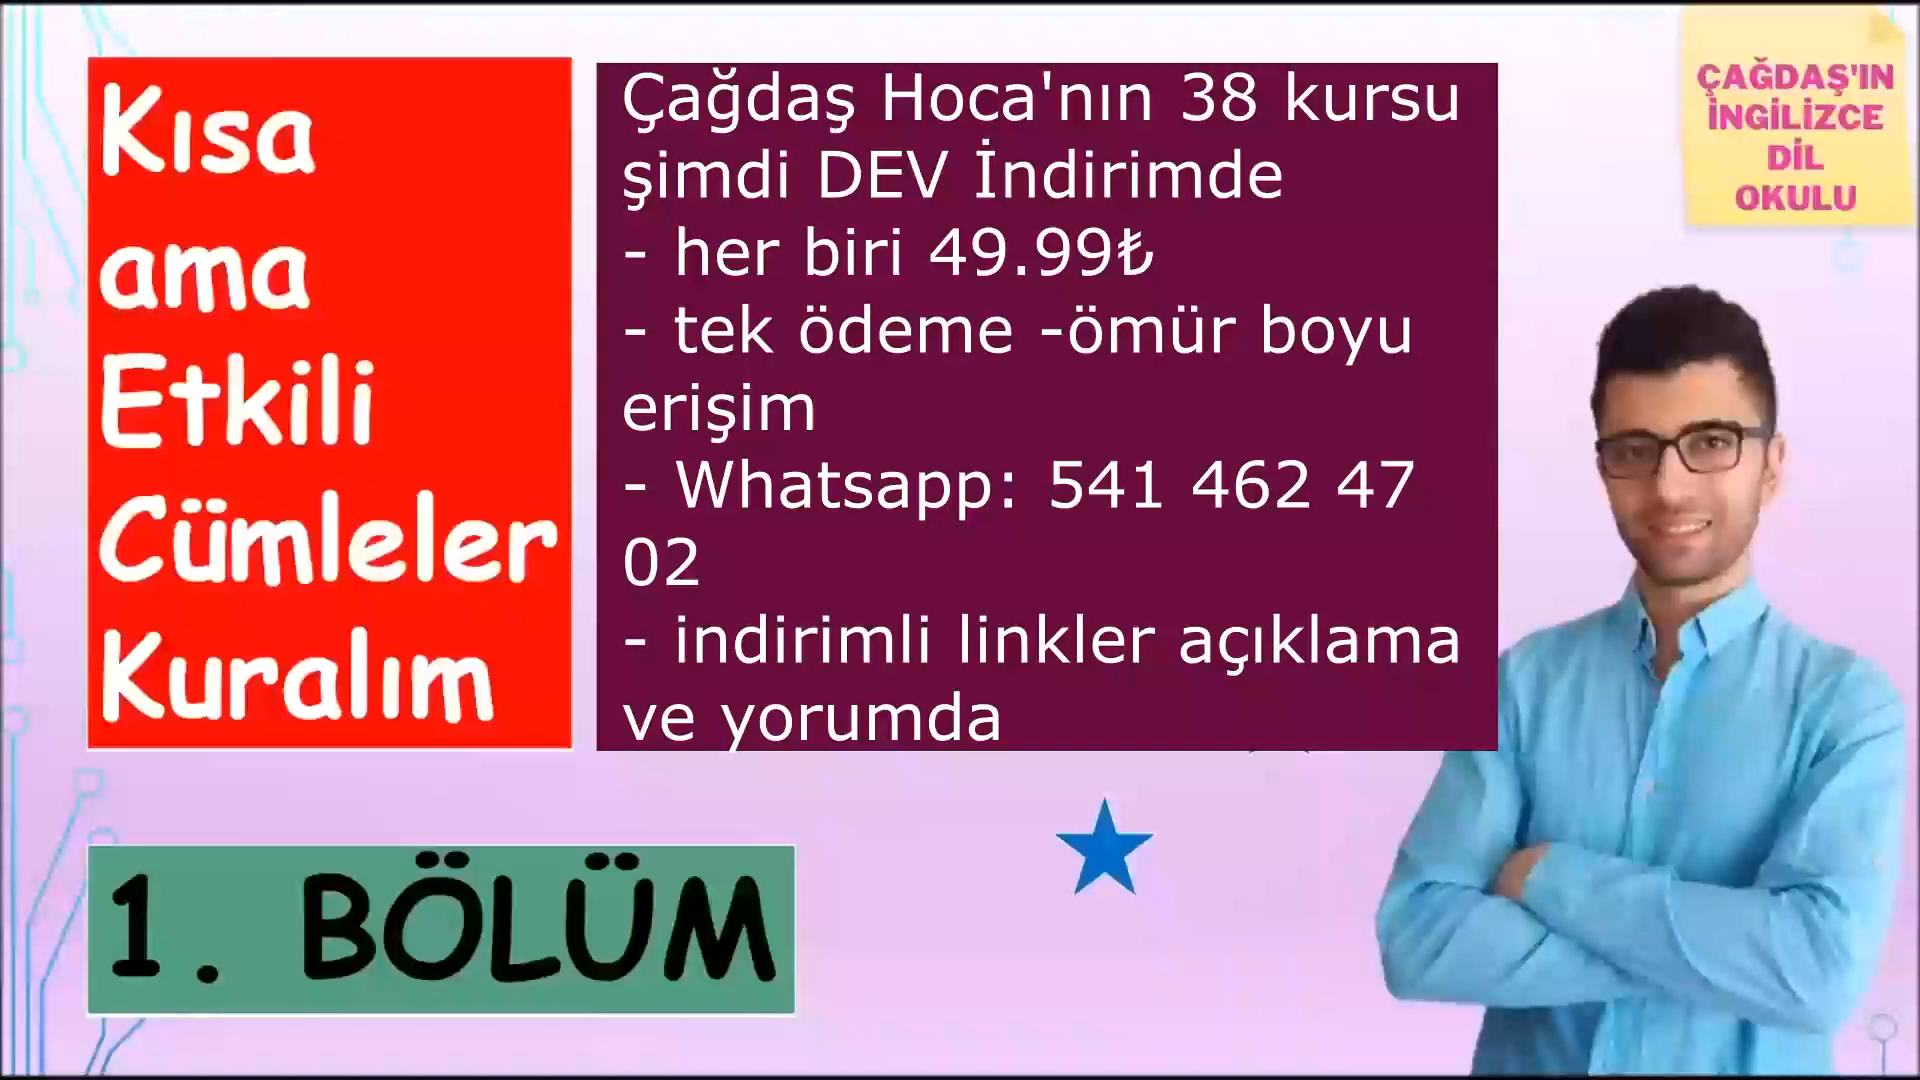 Kısa
ama
Etkili
Cümleler
Kuralım
Çağdaş Hoca'nın 38 kursu
şimdi DEV İndirimde
- her biri 49.99₺
- tek ödeme -ömür boyu
erişim
- Whatsapp: 541 462 47
02
- indirimli linkler açıklama
ve yorumda
ÇAĞDAŞ'IN
İNGİLİZCE
DİL
OKULU
1. BÖLÜM